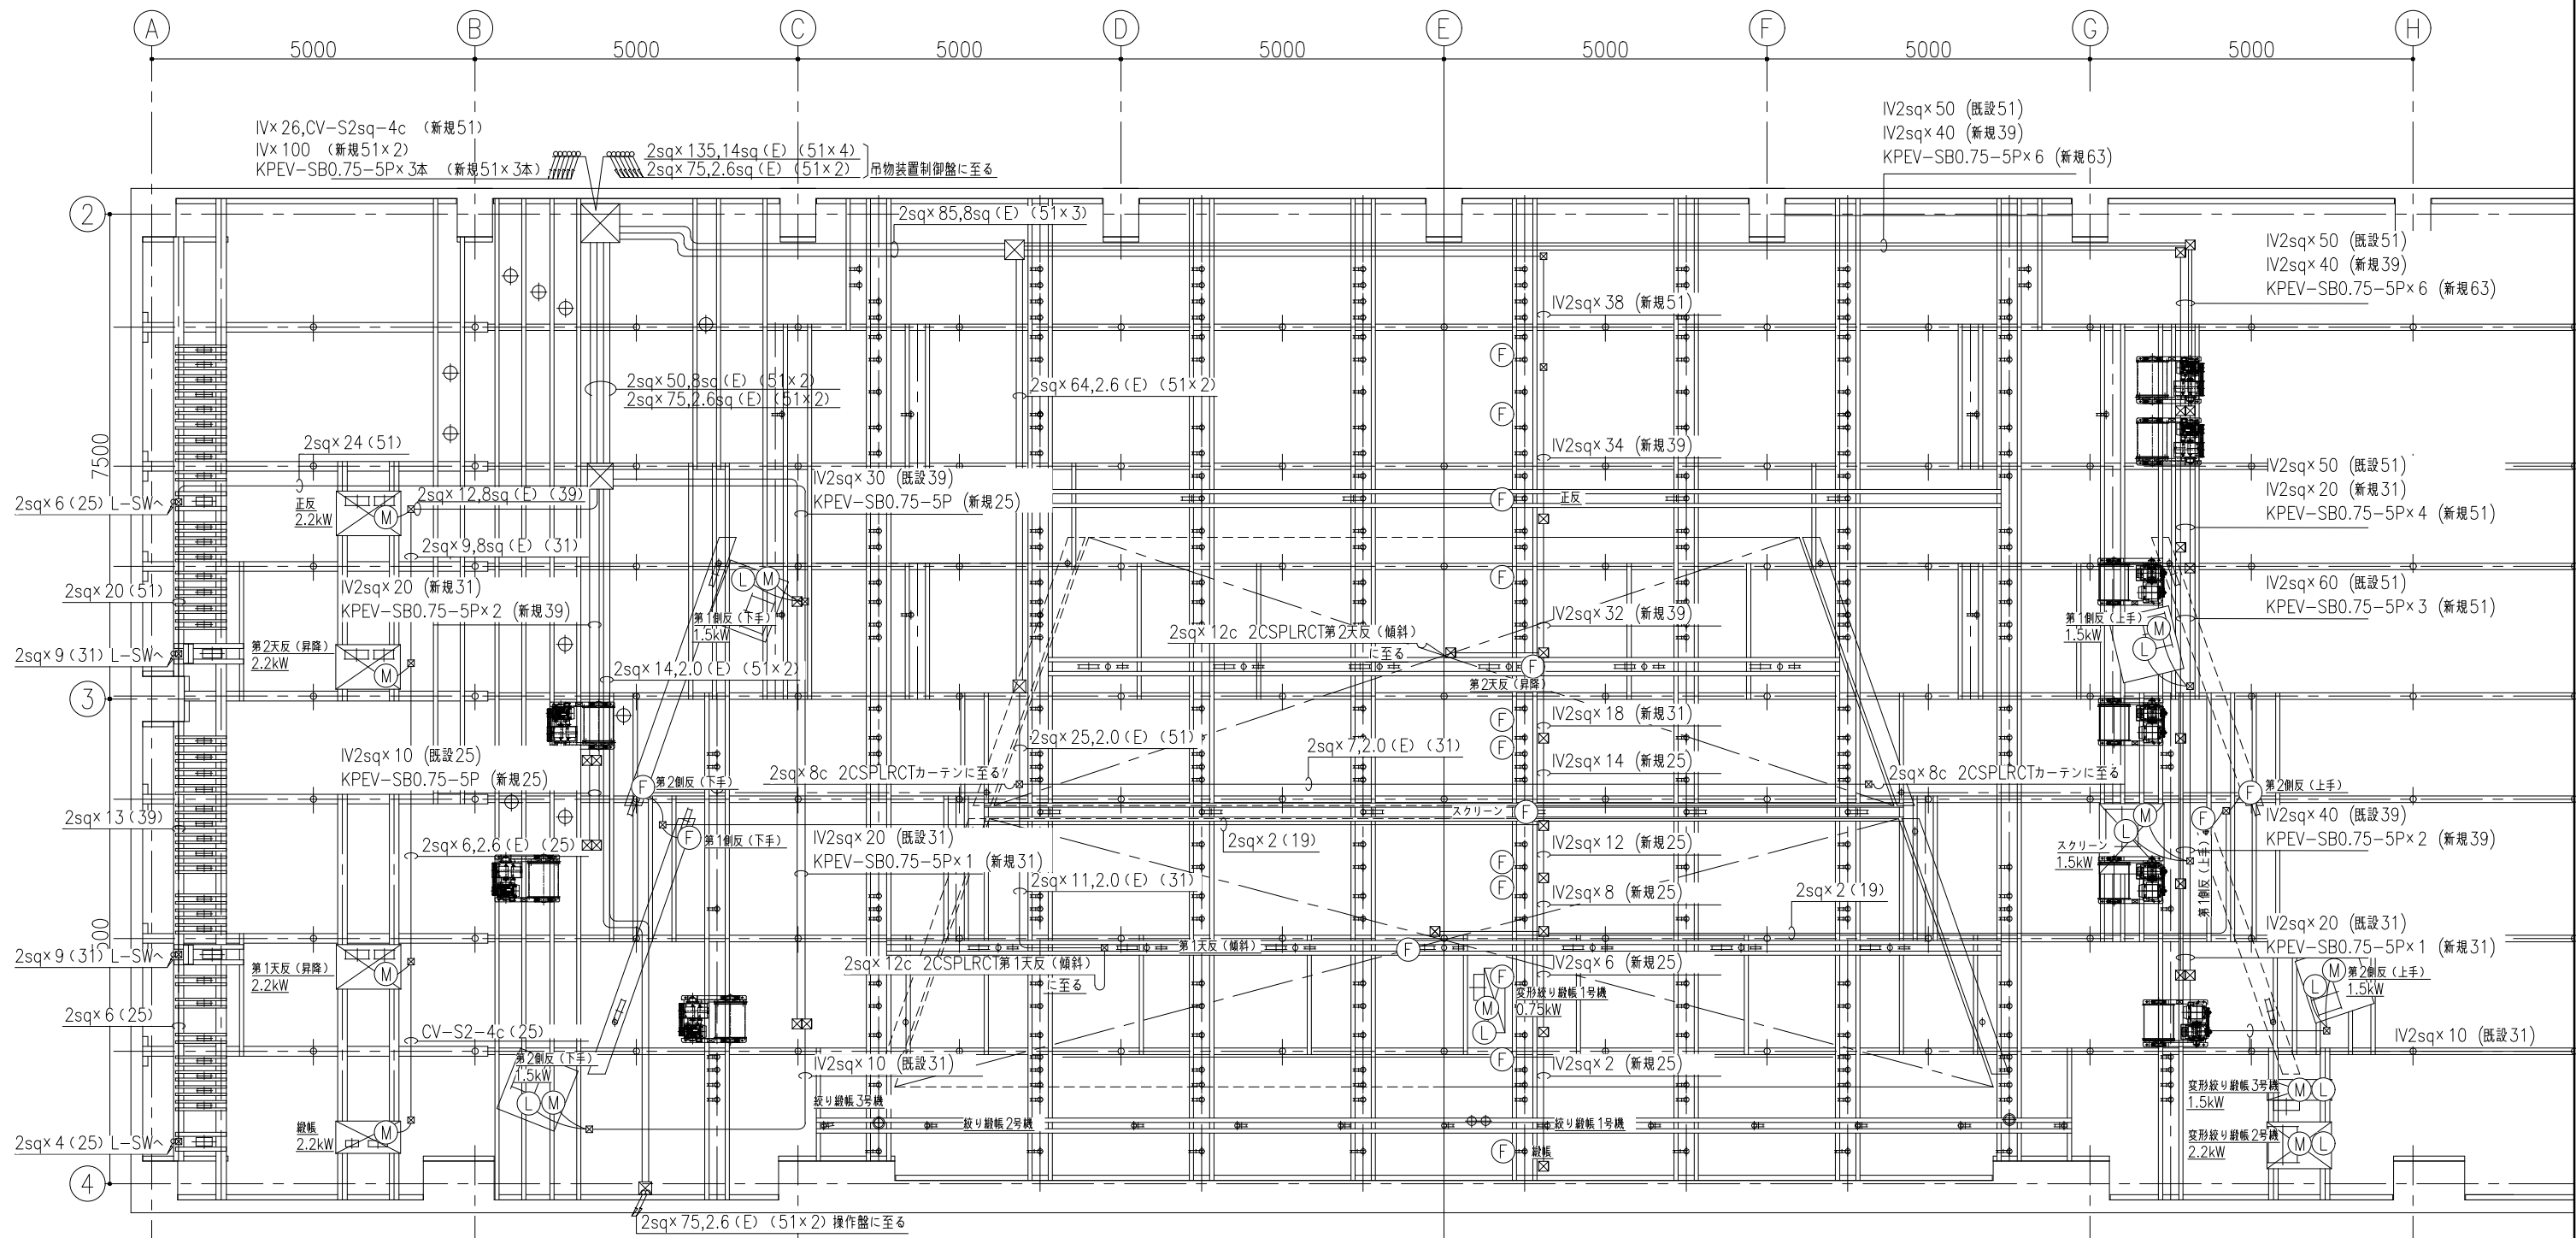 A
B
C
D
E
F
G
H
5000
5000
5000
5000
5000
5000
5000
IV×26,CV-S2sq-4c （新規51）
IV×100 （新規51×2）
KPEV-SB0.75-5P×3本 （新規51×3本）
2sq×135,14sq(E) (51×4)
2sq×75,2.6sq(E) (51×2)
吊物装置制御盤に至る
IV2sq×50 (既設51)
IV2sq×40 (新規39)
KPEV-SB0.75-5P×6 (新規63)
2
2sq×85,8sq(E) (51×3)
IV2sq×50 (既設51)
IV2sq×40 (新規39)
KPEV-SB0.75-5P×6 (新規63)
IV2sq×38 (新規51)
F
2sq×50,8sq(E) (51×2)
2sq×75,2.6sq(E) (51×2)
2sq×64,2.6(E) (51×2)
F
7500
2sq×24(51)
IV2sq×34 (新規39)
IV2sq×30 (既設39)
KPEV-SB0.75-5P (新規25)
IV2sq×50 (既設51)
IV2sq×20 (新規31)
KPEV-SB0.75-5P×4 (新規51)
2sq×6(25) L-SWへ
正反
2.2kW
M
2sq×12,8sq(E) (39)
F
正反
2sq×9,8sq(E) (31)
2sq×20(51)
IV2sq×20 (新規31)
KPEV-SB0.75-5P×2 (新規39)
L
M
F
IV2sq×60 (既設51)
KPEV-SB0.75-5P×3 (新規51)
第1側反(下手)
1.5kW
IV2sq×32 (新規39)
第1側反(上手)
1.5kW
M
L
2sq×12c 2CSPLRCT第2天反(傾斜)
に至る
2sq×9(31) L-SWへ
第2天反(昇降)
2.2kW
M
2sq×14,2.0(E) (51×2)
F
第2天反(昇降)
3
F
IV2sq×18 (新規31)
2sq×25,2.0(E) (51)
2sq×7,2.0(E) (31)
F
IV2sq×10 (既設25)
KPEV-SB0.75-5P (新規25)
IV2sq×14 (新規25)
2sq×8c 2CSPLRCTカーテンに至る
2sq×8c 2CSPLRCTカーテンに至る
F
第2側反(下手)
F
第2側反(上手)
スクリーン
F
2sq×13(39)
F
第1側反(下手)
IV2sq×20 (既設31)
KPEV-SB0.75-5P×1 (新規31)
2sq×2(19)
IV2sq×12 (新規25)
スクリーン
1.5kW
M
L
F
第1側反(上手)
IV2sq×40 (既設39)
KPEV-SB0.75-5P×2 (新規39)
2sq×6,2.6(E) (25)
F
2sq×11,2.0(E) (31)
F
IV2sq×8 (新規25)
2sq×2(19)
IV2sq×20 (既設31)
KPEV-SB0.75-5P×1 (新規31)
2sq×9(31) L-SWへ
第1天反(昇降)
2.2kW
M
第1天反(傾斜)
F
2sq×12c 2CSPLRCT第1天反(傾斜)
に至る
IV2sq×6 (新規25)
F
変形絞り緞帳1号機
0.75kW
M
L
M
L
第2側反(上手)
1.5kW
2sq×6(25)
CV-S2-4c(25)
IV2sq×10 (既設31)
第2側反(下手)
1.5kW
L
M
IV2sq×10 (既設31)
F
IV2sq×2 (新規25)
変形絞り緞帳3号機
1.5kW
M
L
絞り緞帳3号機
絞り緞帳2号機
絞り緞帳1号機
2sq×4(25) L-SWへ
緞帳
2.2kW
M
F
緞帳
変形絞り緞帳2号機
2.2kW
M
L
4
2sq×75,2.6(E) (51×2) 操作盤に至る